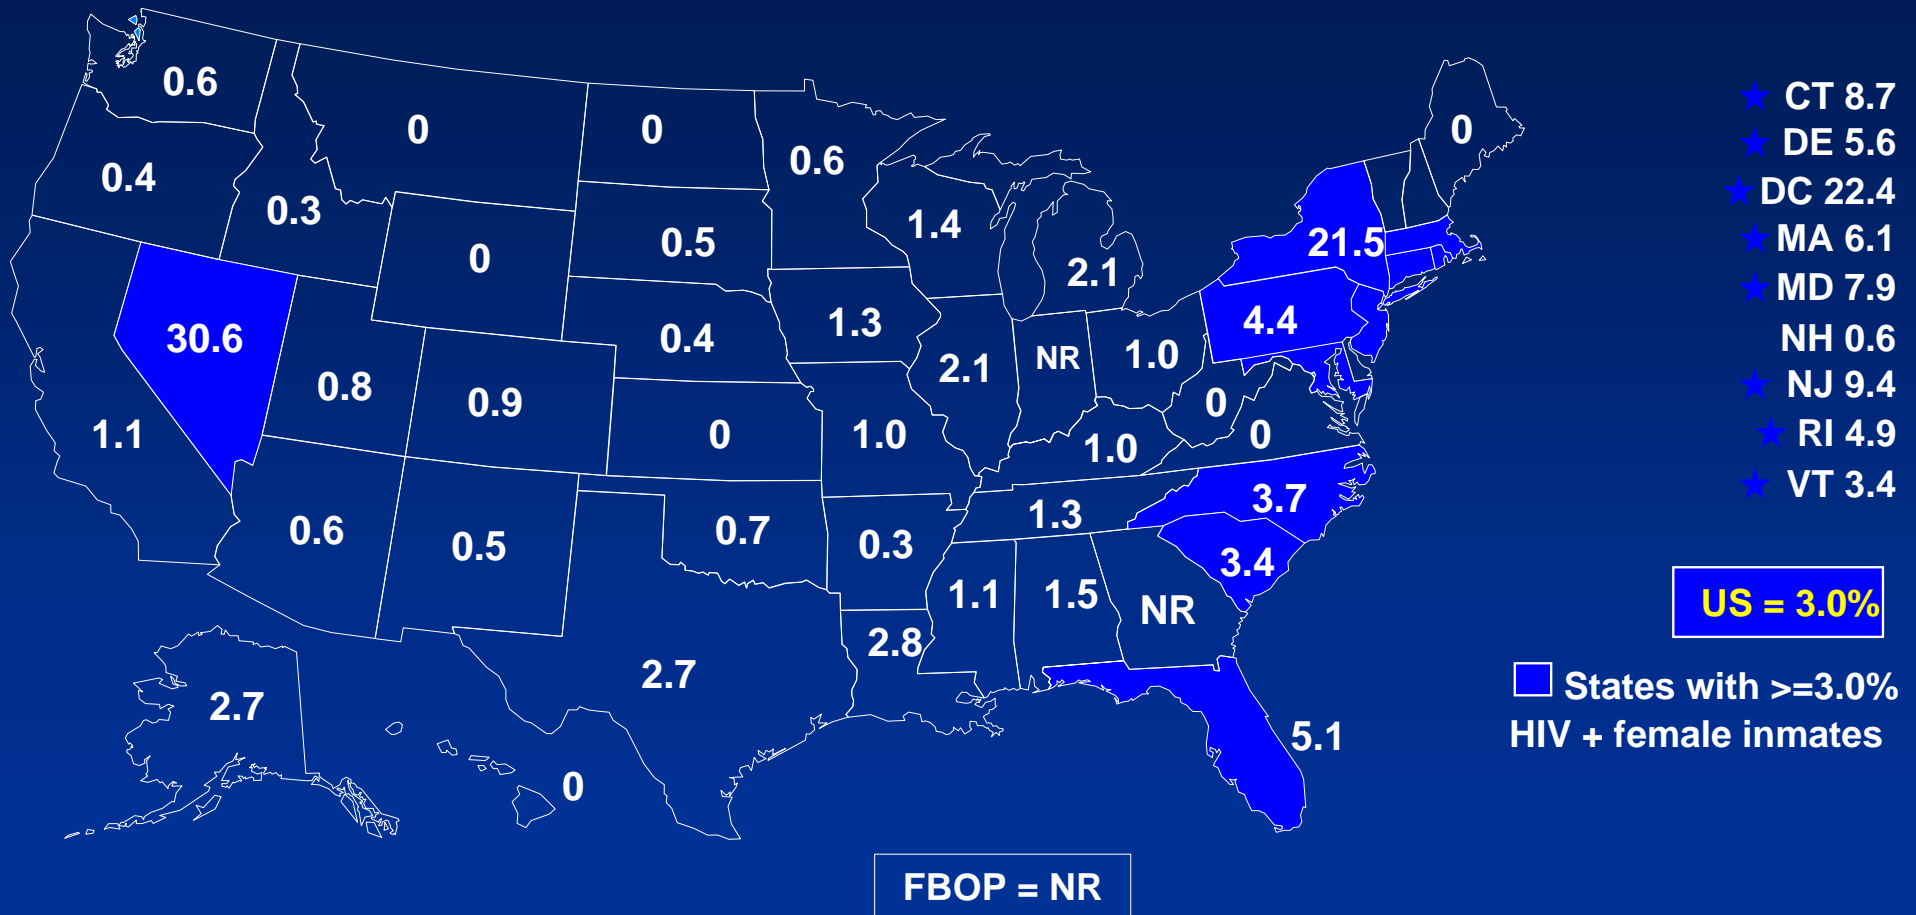 0.6
0
0
0.6
0
0.4
0.3
0
0.5
1.4
2.1
21.5
30.6
0.8
0.9
0.4
1.3
2.1
NR
1.0
4.4
1.1
0
1.0
1.0
0
0
0.6
0.5
0.7
0.3
1.3
3.7
3.4
1.1
1.5
NR
2.8
2.7
2.7
0
5.1
CT 8.7
DE 5.6
DC 22.4
MA 6.1
MD 7.9
NH 0.6
NJ 9.4
RI 4.9
VT 3.4
US = 3.0%
States with >=3.0%
HIV + female inmates
FBOP = NR